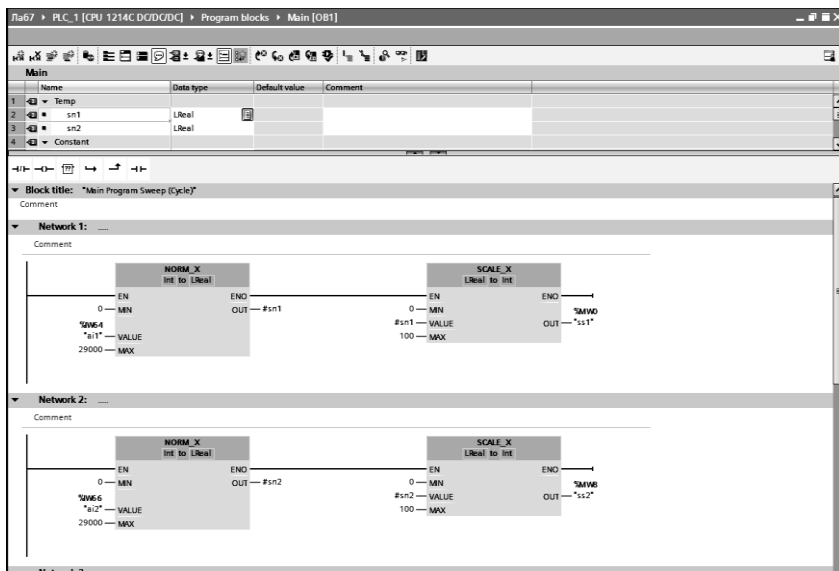 Ла67 ▸ PLC_1 [CPU 1214C DC/DC/DC] ▸ Program blocks ▸ Main [OB1]
Main
Name Data type Default value Comment
1 Temp
2 sn1 LReal
3 sn2 LReal
4 Constant
Block title: "Main Program Sweep (Cycle)"
Comment
Network 1: .....
Comment
NORM_X SCALE_X
Int to LReal LReal to Int
EN ENO EN ENO
0 MIN OUT #sn1 0 MIN %MW0
%IW64 #sn1 VALUE OUT "ss1"
"ai1" VALUE 100 MAX
29000 MAX
Network 2: .....
Comment
NORM_X SCALE_X
Int to LReal LReal to Int
EN ENO EN ENO
0 MIN OUT #sn2 0 MIN %MW8
%IW66 #sn2 VALUE OUT "ss2"
"ai2" VALUE 100 MAX
29000 MAX